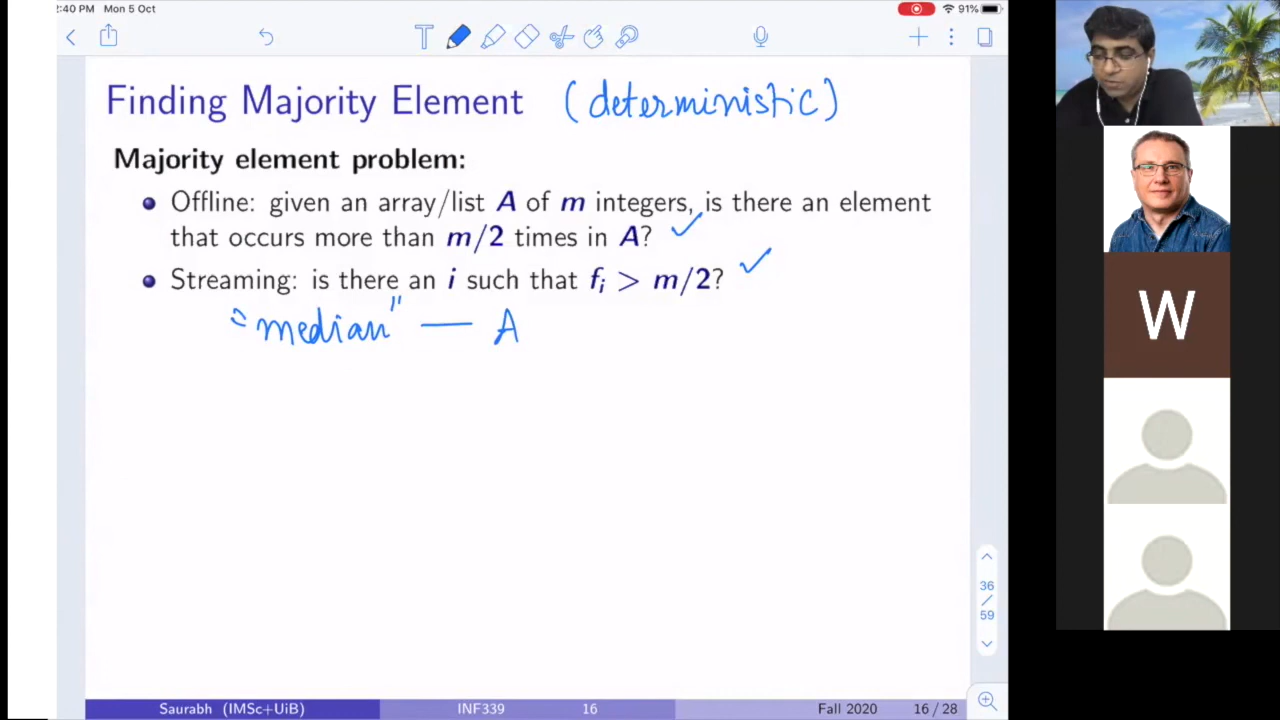 :40 PM Mon 5 Oct
91%
T
Finding Majority Element (deterministic)
Majority element problem:
Offline: given an array/list A of m integers, is there an element
that occurs more than m/2 times in A? ✓
Streaming: is there an i such that fᵢ > m/2? ✓
"median" — A
36
/
59
Saurabh (IMSc+UiB) INF339 16 Fall 2020 16 / 28
W